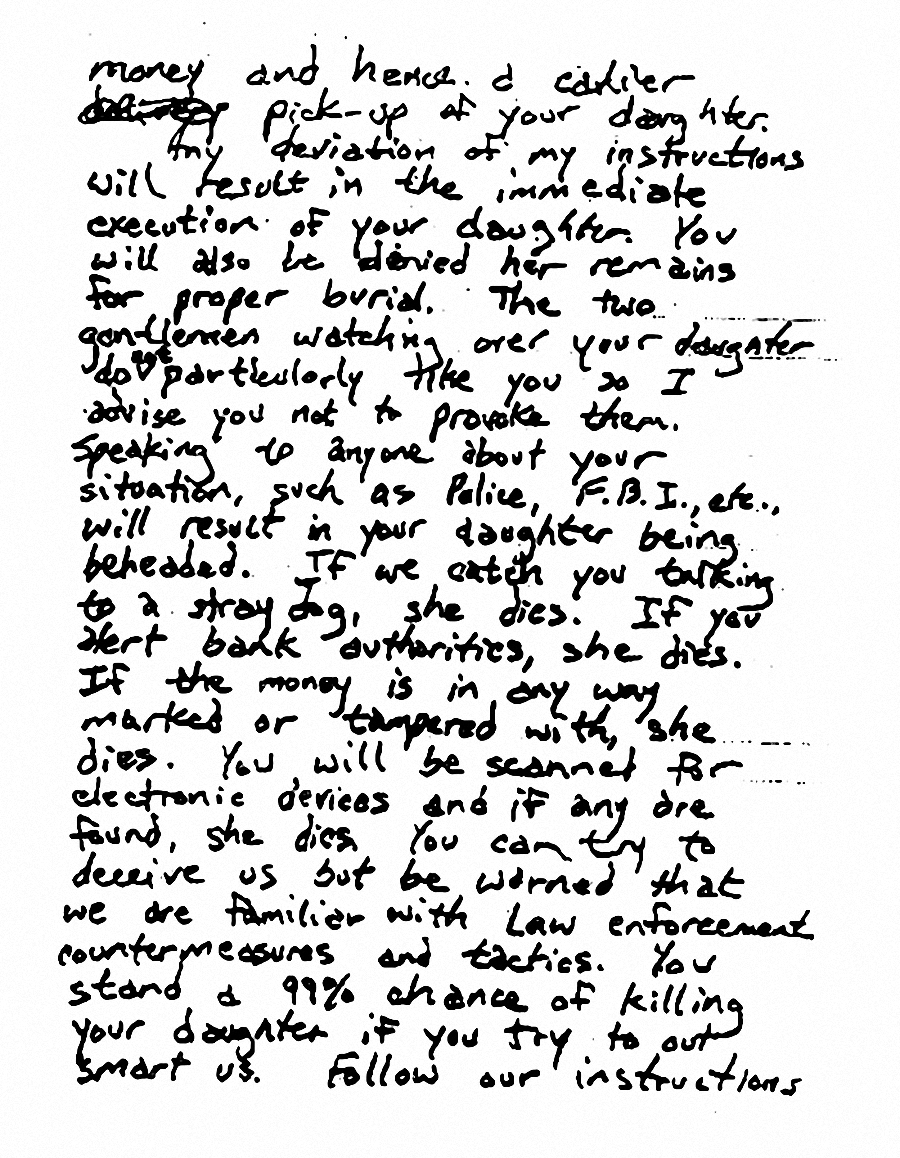 money and hence a earlier
delivery pick-up of your daughter.
Any deviation of my instructions
will result in the immediate
execution of your daughter. You
will also be denied her remains
for proper burial. The two
gentlemen watching over your daughter
do not particularly like you so I
advise you not to provoke them.
Speaking to anyone about your
situation, such as Police, F.B.I., etc.,
will result in your daughter being
beheaded. If we catch you talking
to a stray dog, she dies. If you
alert bank authorities, she dies.
If the money is in any way
marked or tampered with, she
dies. You will be scanned for
electronic devices and if any are
found, she dies. You can try to
deceive us but be warned that
we are familiar with Law enforcement
countermeasures and tactics. You
stand a 99% chance of killing
your daughter if you try to out
smart us. Follow our instructions